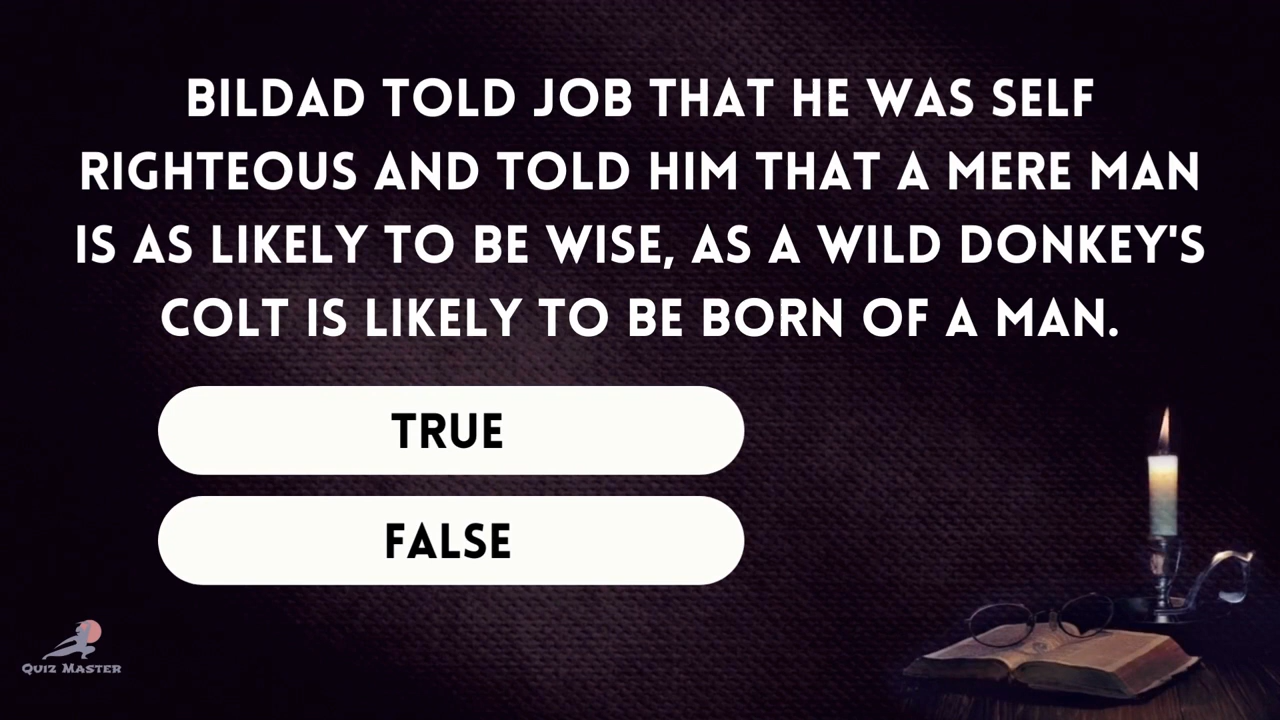 BILDAD TOLD JOB THAT HE WAS SELF
RIGHTEOUS AND TOLD HIM THAT A MERE MAN
IS AS LIKELY TO BE WISE, AS A WILD DONKEY'S
COLT IS LIKELY TO BE BORN OF A MAN.
TRUE
FALSE
QUIZ MASTER